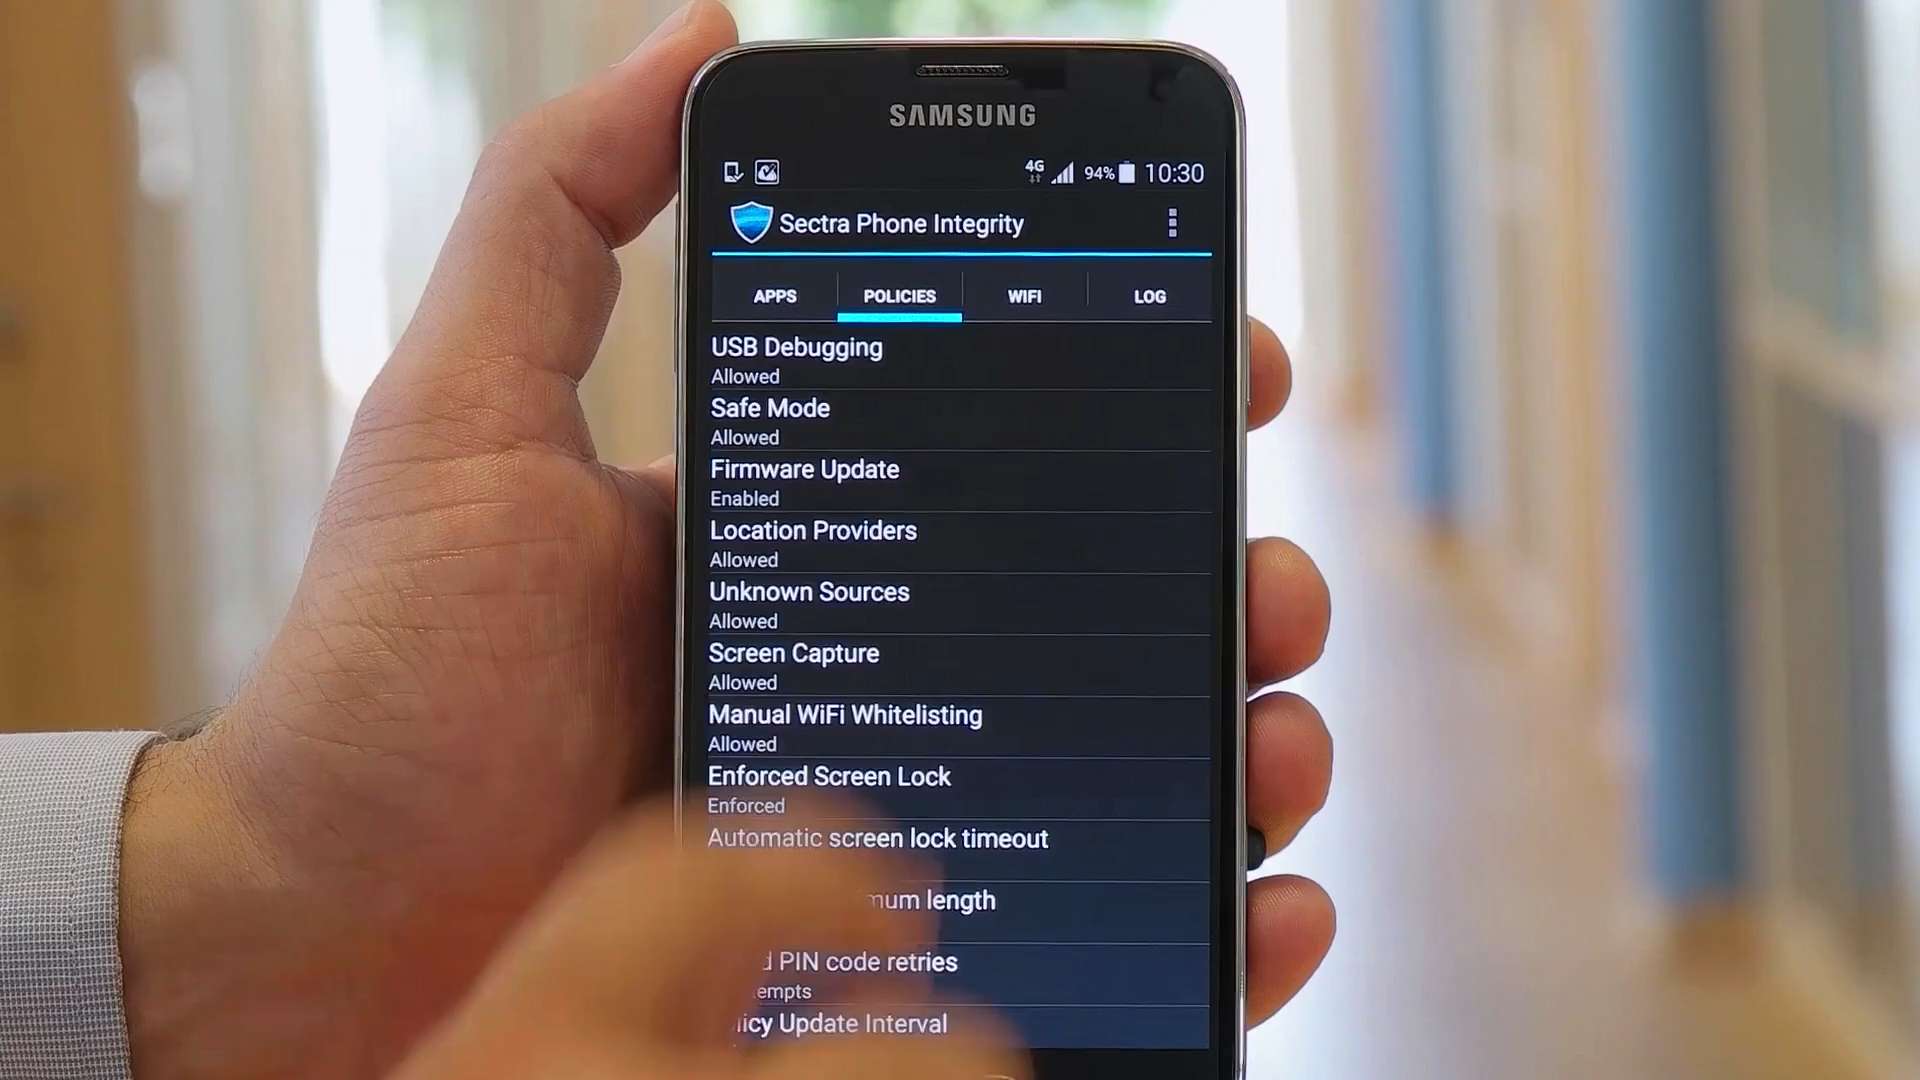 SAMSUNG
4G 94% 10:30
Sectra Phone Integrity
APPS POLICIES WIFI LOG
USB Debugging
Allowed
Safe Mode
Allowed
Firmware Update
Enabled
Location Providers
Allowed
Unknown Sources
Allowed
Screen Capture
Allowed
Manual WiFi Whitelisting
Allowed
Enforced Screen Lock
Enforced
Automatic screen lock timeout
length
PIN code retries
Update Interval